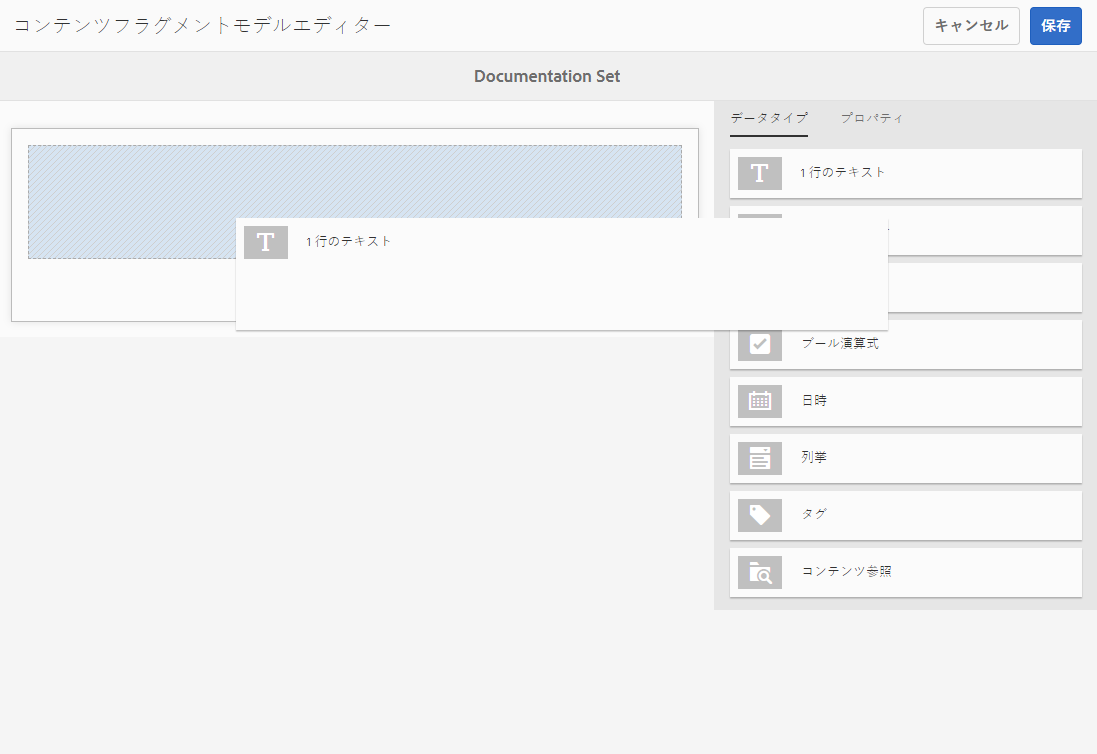 コンテンツフラグメントモデルエディター
キャンセル
保存
Documentation Set
データタイプ
プロパティ
1 行のテキスト
1 行のテキスト
ブール演算式
日時
列挙
タグ
コンテンツ参照